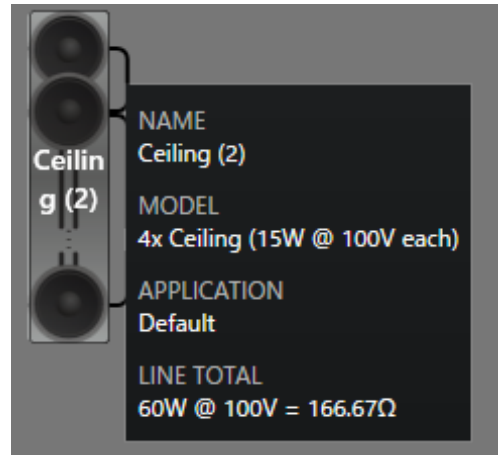 Ceilin
g (2)
NAME
Ceiling (2)
MODEL
4x Ceiling (15W @ 100V each)
APPLICATION
Default
LINE TOTAL
60W @ 100V = 166.67Ω